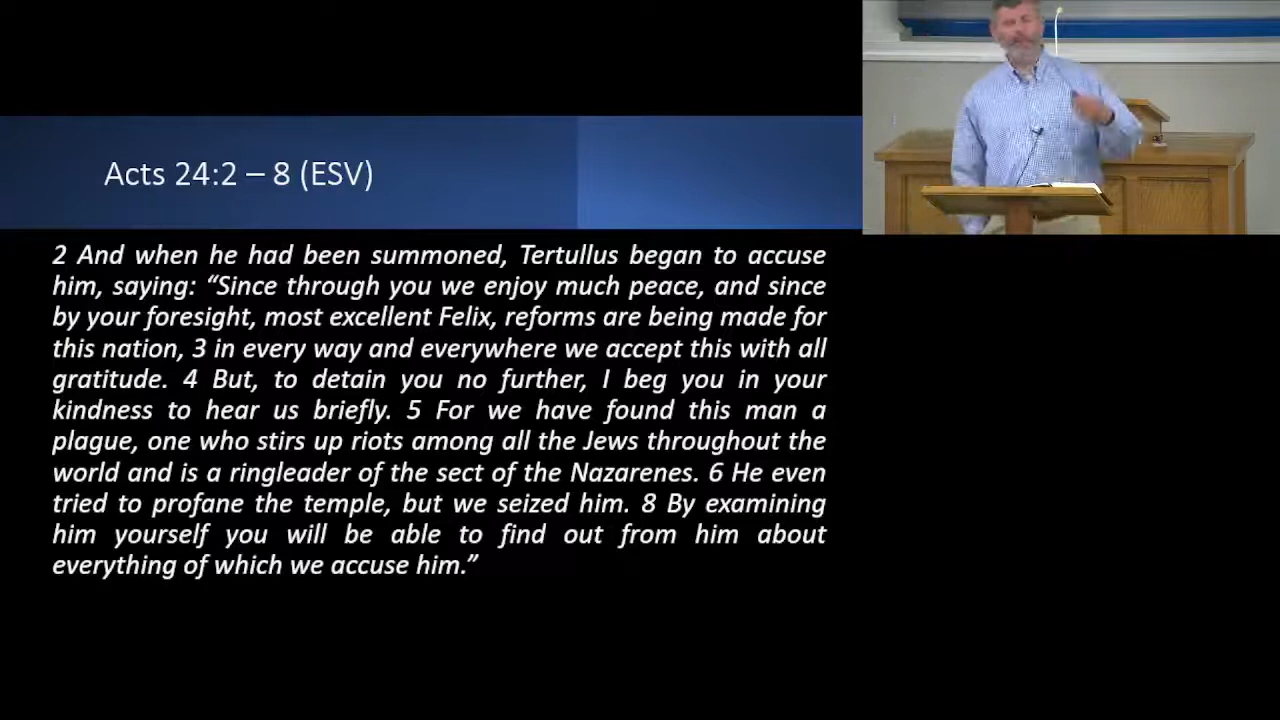 Acts 24:2 – 8 (ESV)
2 And when he had been summoned, Tertullus began to accuse
him, saying: “Since through you we enjoy much peace, and since
by your foresight, most excellent Felix, reforms are being made for
this nation, 3 in every way and everywhere we accept this with all
gratitude. 4 But, to detain you no further, I beg you in your
kindness to hear us briefly. 5 For we have found this man a
plague, one who stirs up riots among all the Jews throughout the
world and is a ringleader of the sect of the Nazarenes. 6 He even
tried to profane the temple, but we seized him. 8 By examining
him yourself you will be able to find out from him about
everything of which we accuse him.”